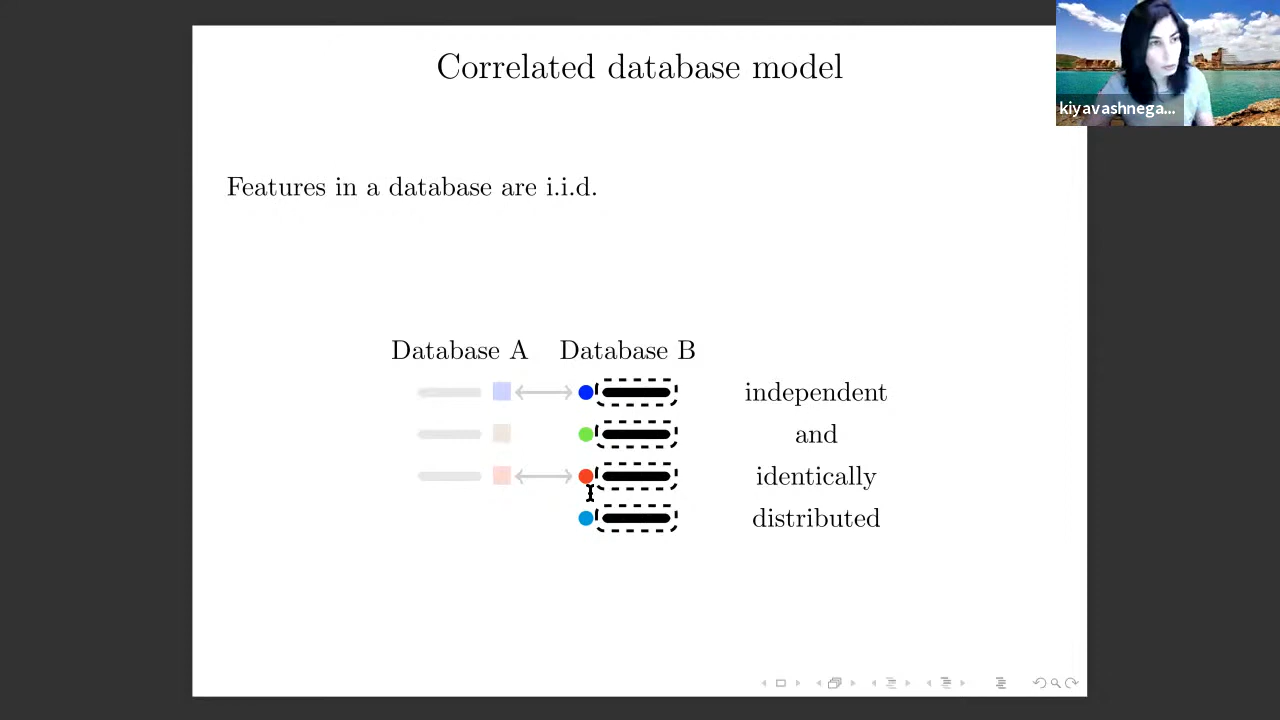 Correlated database model
kiyavashnega...
Features in a database are i.i.d.
Database A Database B
independent
and
identically
distributed